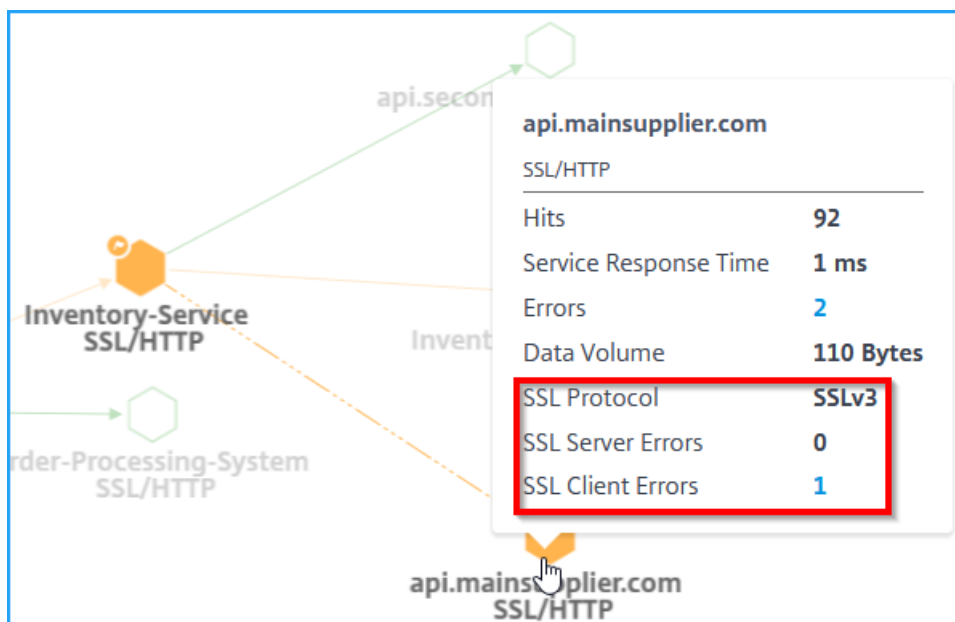 api.secon
api.mainsupplier.com
SSL/HTTP
Hits 92
Service Response Time 1 ms
Errors 2
Data Volume 110 Bytes
SSL Protocol SSLv3
SSL Server Errors 0
SSL Client Errors 1
Inventory-Service
SSL/HTTP
Invent
rder-Processing-System
SSL/HTTP
api.mainsupplier.com
SSL/HTTP